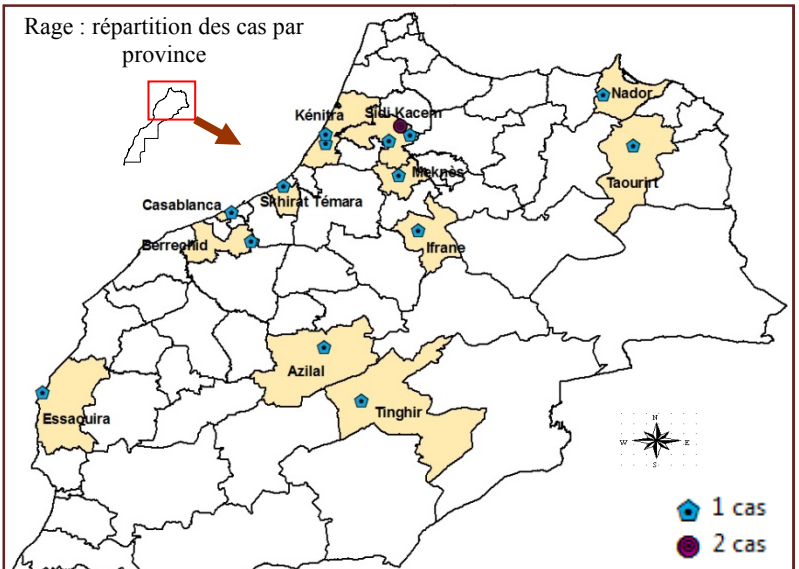 Rage : répartition des cas par
province
Nador
Kénitra
Sidi Kacem
Meknès
Taourirt
Casablanca
Skhirat Témara
Berrechid
Ifrane
Azilal
Essaouira
Tinghir
N
W
E
S
1 cas
2 cas